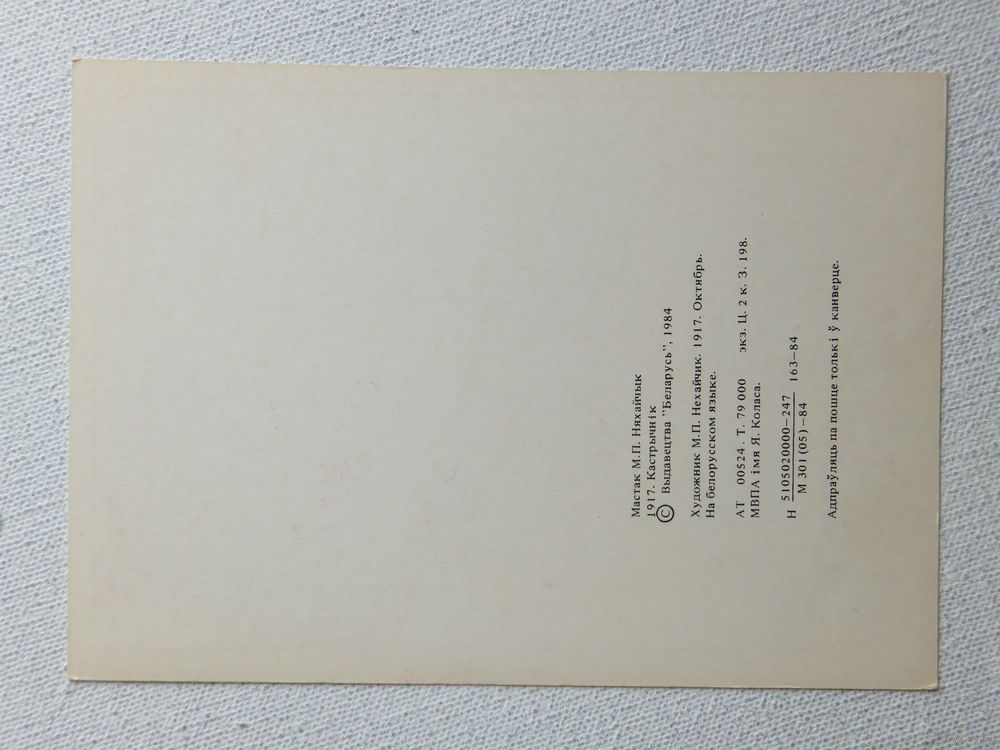 Мастак М.П. Няхайчык
1917. Кастрычнік
© Выдавецтва "Беларусь", 1984
Художник М.П. Нехайчик. 1917. Октябрь.
На белорусском языке.
АТ 00524. Т. 79 000 экз. Ц. 2 к. З. 198.
МВПА імя Я. Коласа.
Н 5105020000—247 163—84
М 301 (05)—84
Адпраўляць па пошце толькі ў канверце.